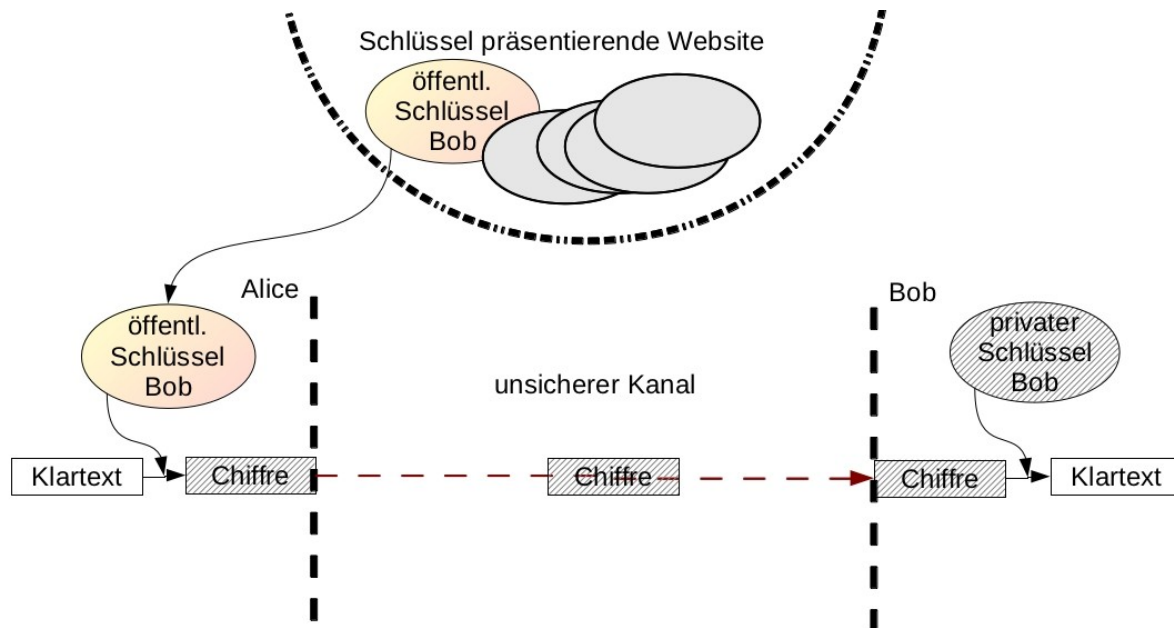 Schlüssel präsentierende Website
öffentl.
Schlüssel
Bob
Alice
Bob
öffentl.
Schlüssel
Bob
privater
Schlüssel
Bob
unsicherer Kanal
Klartext
Chiffre
Chiffre
Chiffre
Klartext